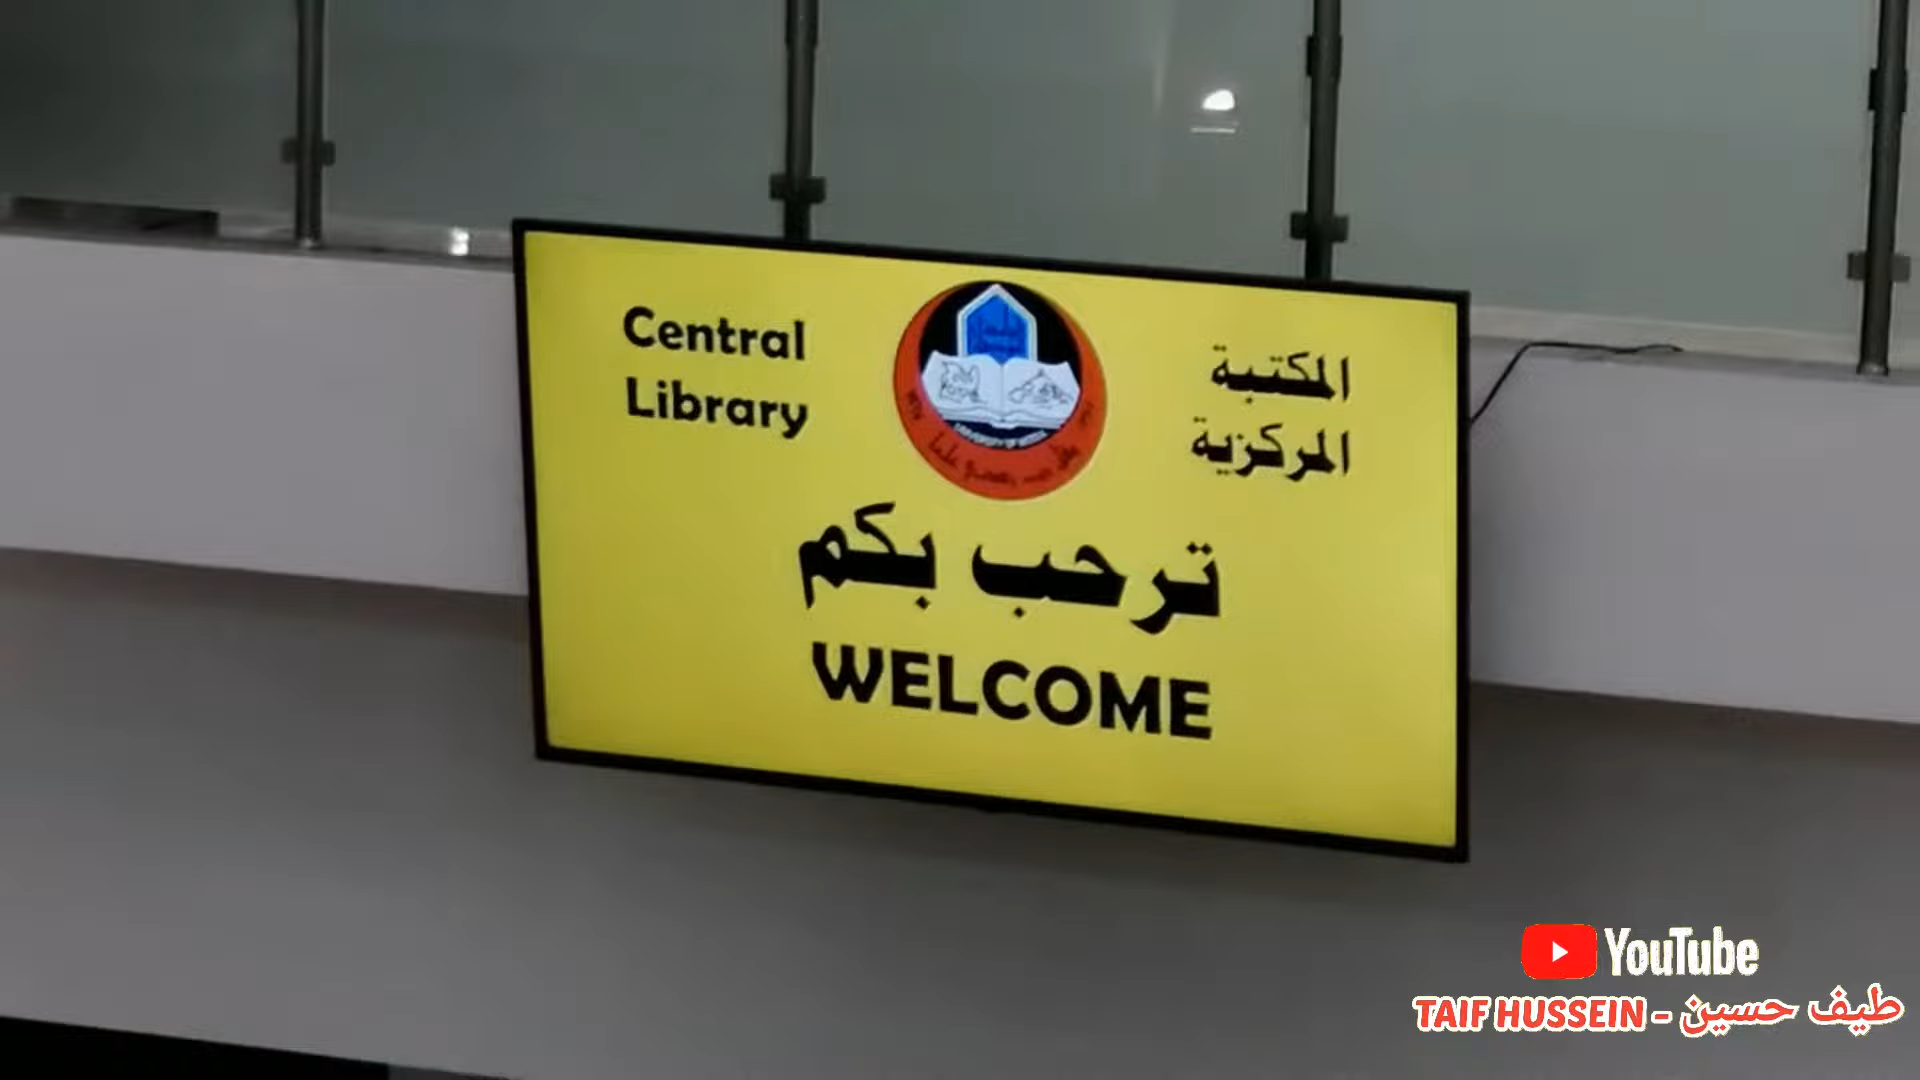 Central
Library
المكتبة
المركزية
ترحب بكم
WELCOME
YouTube
TAIF HUSSEIN - طيف حسين